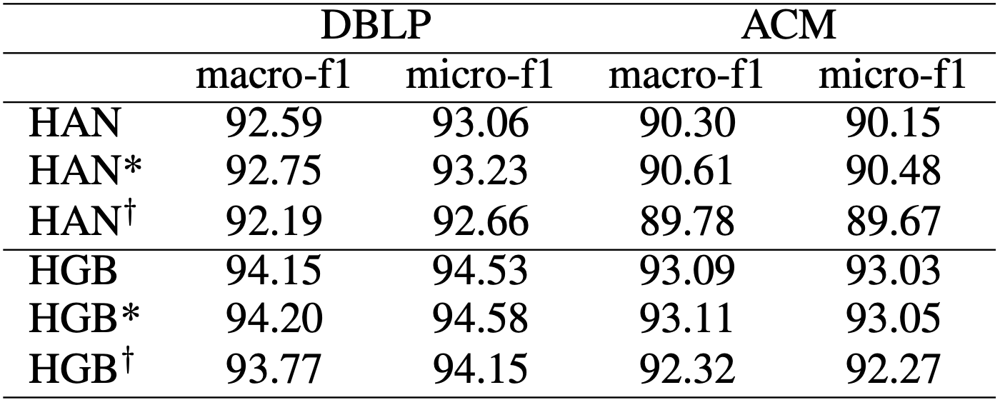 DBLP ACM
macro-f1 micro-f1 macro-f1 micro-f1
HAN 92.59 93.06 90.30 90.15
HAN* 92.75 93.23 90.61 90.48
HAN† 92.19 92.66 89.78 89.67
HGB 94.15 94.53 93.09 93.03
HGB* 94.20 94.58 93.11 93.05
HGB† 93.77 94.15 92.32 92.27